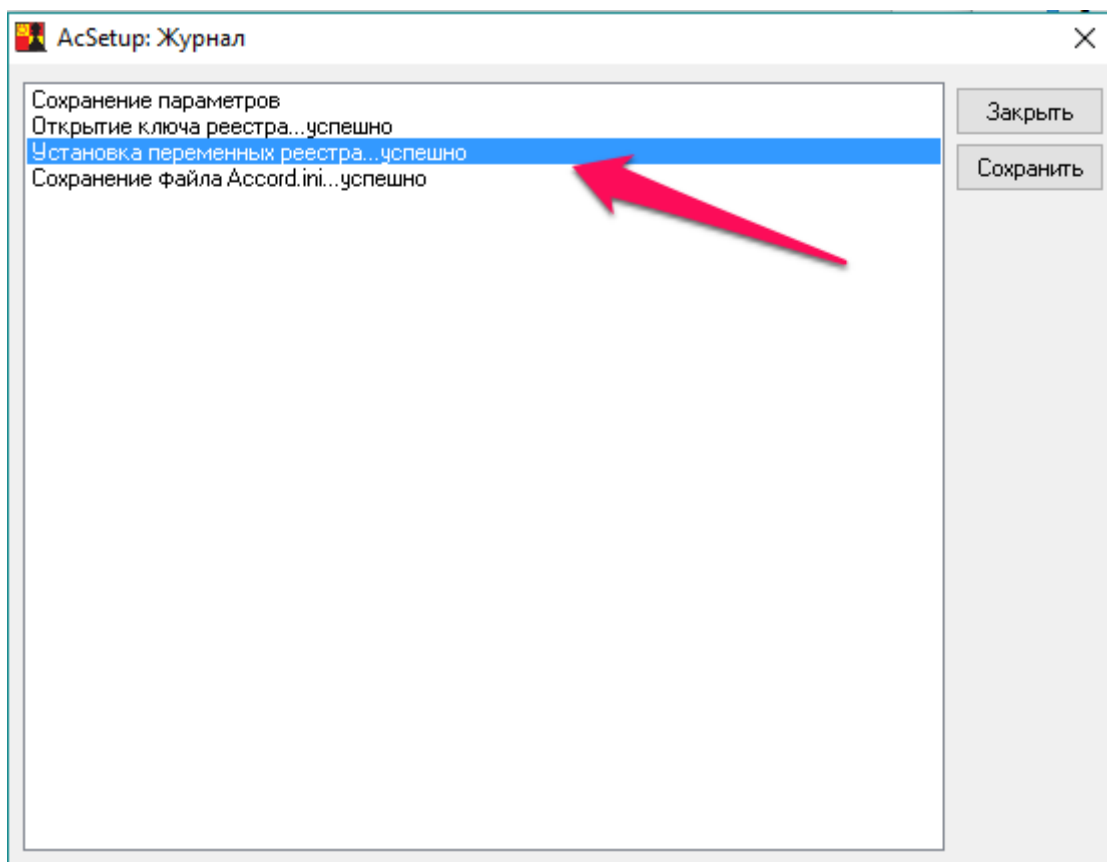 AcSetup: Журнал
Сохранение параметров
Открытие ключа реестра...успешно
Установка переменных реестра...успешно
Сохранение файла Accord.ini...успешно
Закрыть
Сохранить